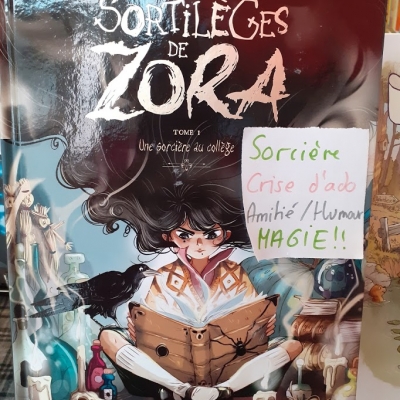 SORTILÈGES
DE
ZORA
TOME 1
Une sorcière au collège
Sorcière
Crise d'ado
Amitié/Humour
MAGIE!!